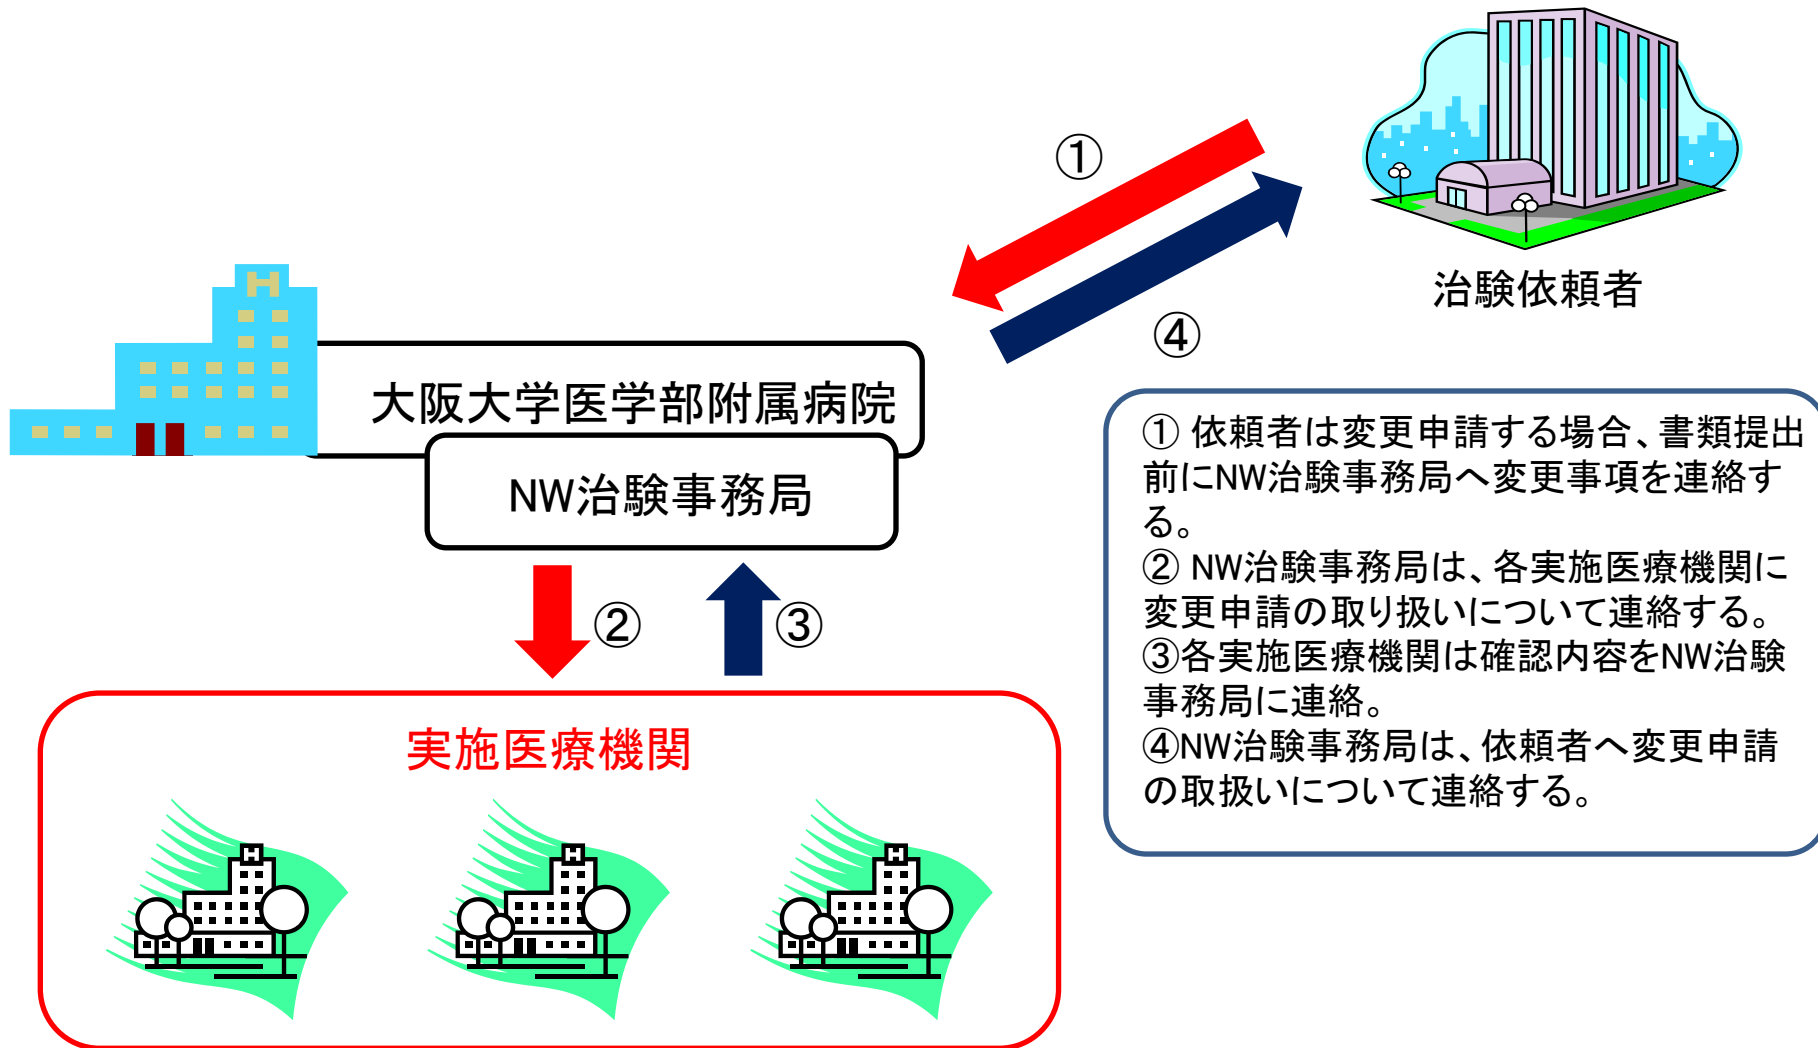 ①
④
治験依頼者
大阪大学医学部附属病院
NW治験事務局
②
③
実施医療機関
① 依頼者は変更申請する場合、書類提出
前にNW治験事務局へ変更事項を連絡す
る。
② NW治験事務局は、各実施医療機関に
変更申請の取り扱いについて連絡する。
③各実施医療機関は確認内容をNW治験
事務局に連絡。
④NW治験事務局は、依頼者へ変更申請
の取扱いについて連絡する。